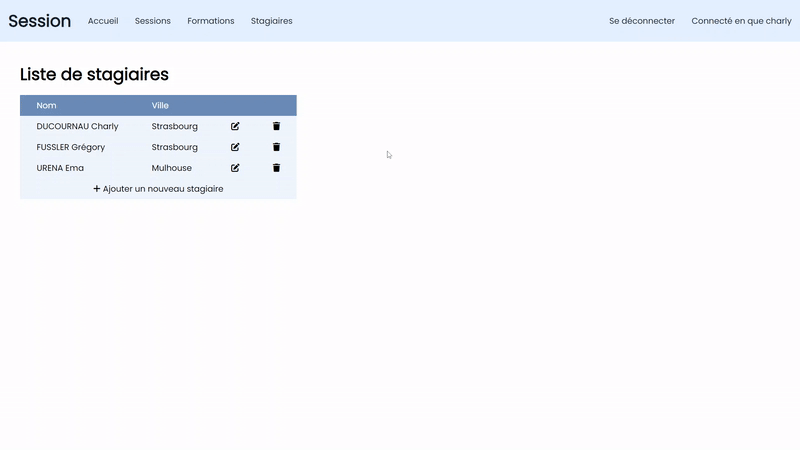 Session Accueil Sessions Formations Stagiaires Se déconnecter Connecté en que charly
Liste de stagiaires
Nom Ville
DUCOURNAU Charly Strasbourg
FUSSLER Grégory Strasbourg
URENA Ema Mulhouse
Ajouter un nouveau stagiaire